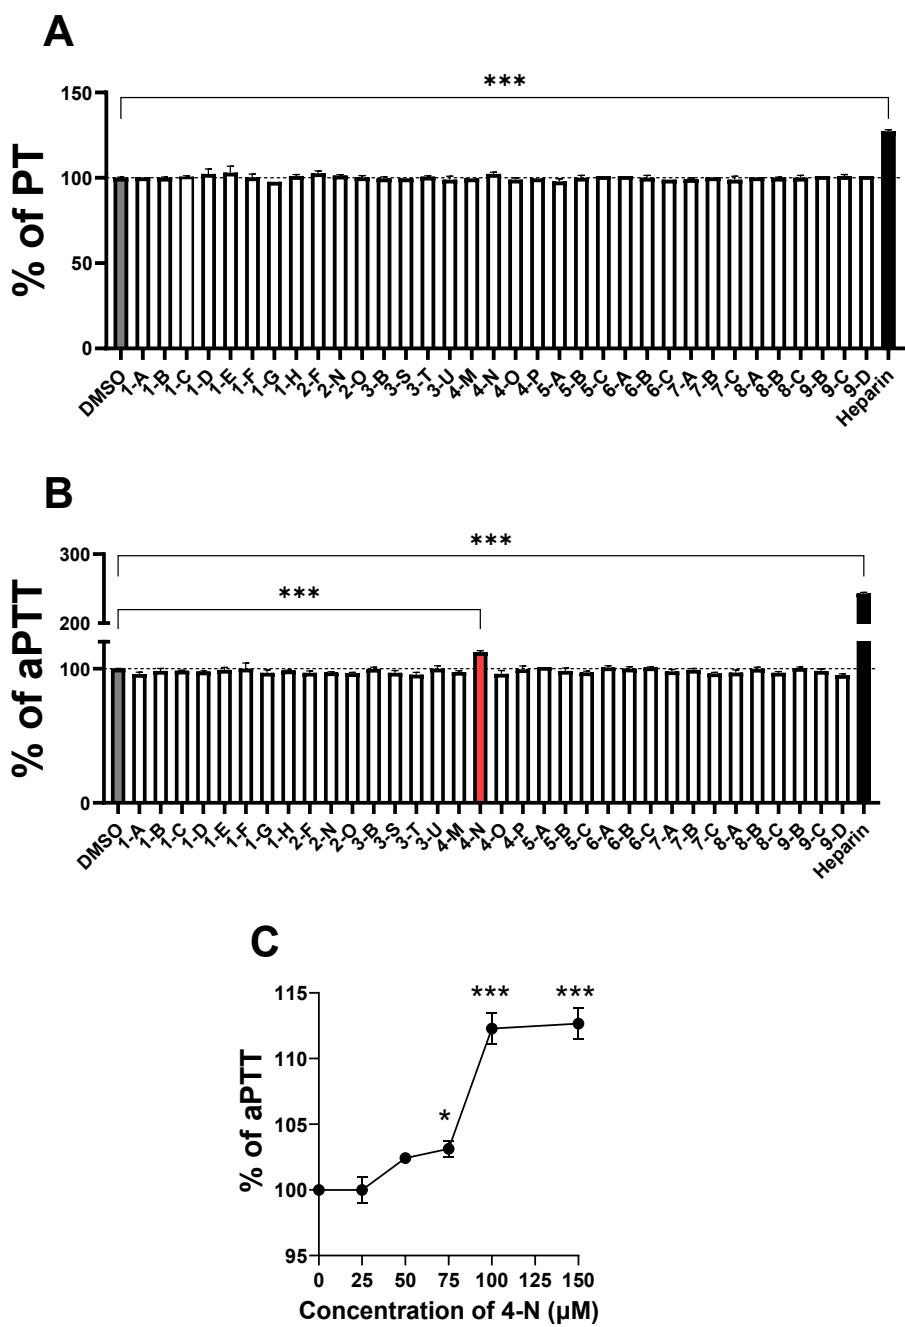 A
***
150
100
50
0
% of PT
DMSO
1-A
1-B
1-C
1-D
1-E
1-F
1-G
1-H
2-F
2-N
2-O
3-B
3-S
3-T
3-U
4-M
4-N
4-O
4-P
5-A
5-B
5-C
6-A
6-B
6-C
7-A
7-B
7-C
8-A
8-B
8-C
9-B
9-C
9-D
Heparin
B
***
***
300
200
100
0
% of aPTT
DMSO
1-A
1-B
1-C
1-D
1-E
1-F
1-G
1-H
2-F
2-N
2-O
3-B
3-S
3-T
3-U
4-M
4-N
4-O
4-P
5-A
5-B
5-C
6-A
6-B
6-C
7-A
7-B
7-C
8-A
8-B
8-C
9-B
9-C
9-D
Heparin
C
*** ***
*
115
110
105
100
95
% of aPTT
0 25 50 75 100 125 150
Concentration of 4-N (µM)